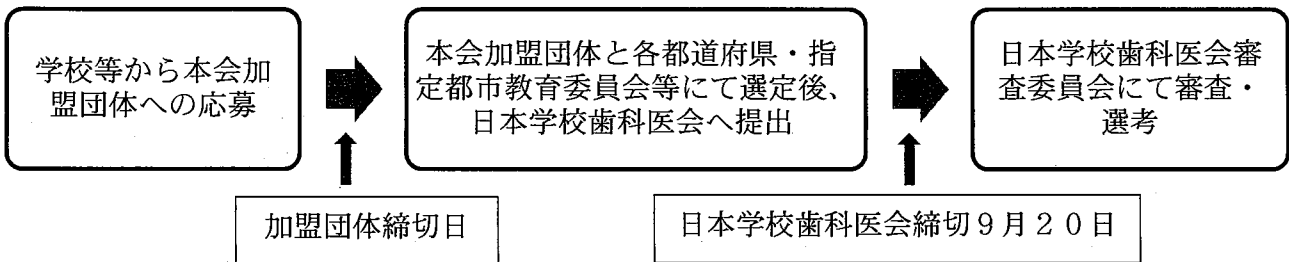 学校等から本会加
盟団体への応募
本会加盟団体と各都道府県・指
定都市教育委員会等にて選定後、
日本学校歯科医会へ提出
日本学校歯科医会審
査委員会にて審査・
選考
加盟団体締切日
日本学校歯科医会締切9月20日